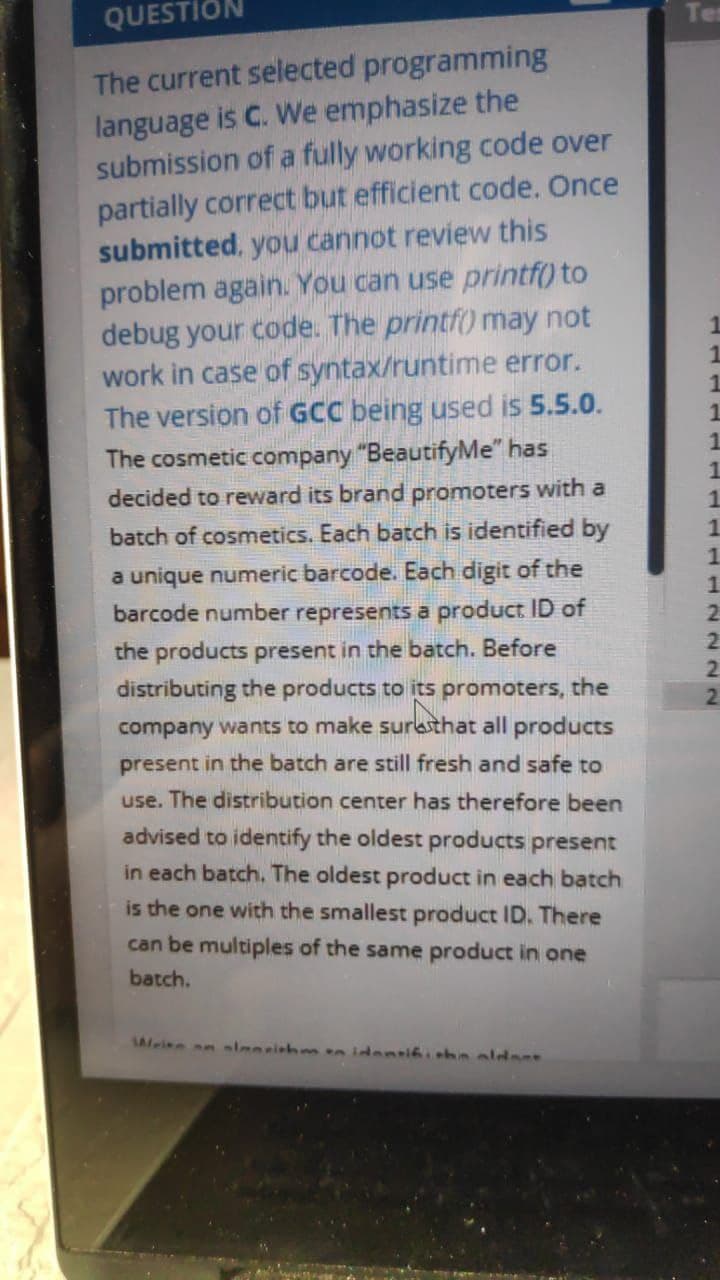 QUESTION
Te
The current selected programming
language is C. We emphasize the
submission of a fully working code over
partially correct but efficient code. Once
submitted, you cannot review this
problem again. You can use printf() to
debug your code. The printf() may not
work in case of syntax/runtime error.
The version of GCC being used is 5.5.0.
The cosmetic company "BeautifyMe" has
decided to reward its brand promoters with a
batch of cosmetics. Each batch is identified by
a unique numeric barcode. Each digit of the
barcode number represents a product ID of
the products present in the batch. Before
distributing the products to its promoters, the
company wants to make sure that all products
present in the batch are still fresh and safe to
use. The distribution center has therefore been
advised to identify the oldest products present
in each batch. The oldest product in each batch
is the one with the smallest product ID. There
can be multiples of the same product in one
batch.
Write an algorithm to identify the oldest
1
1
1
1
1
1
1
1
1
1
2
2
2
2